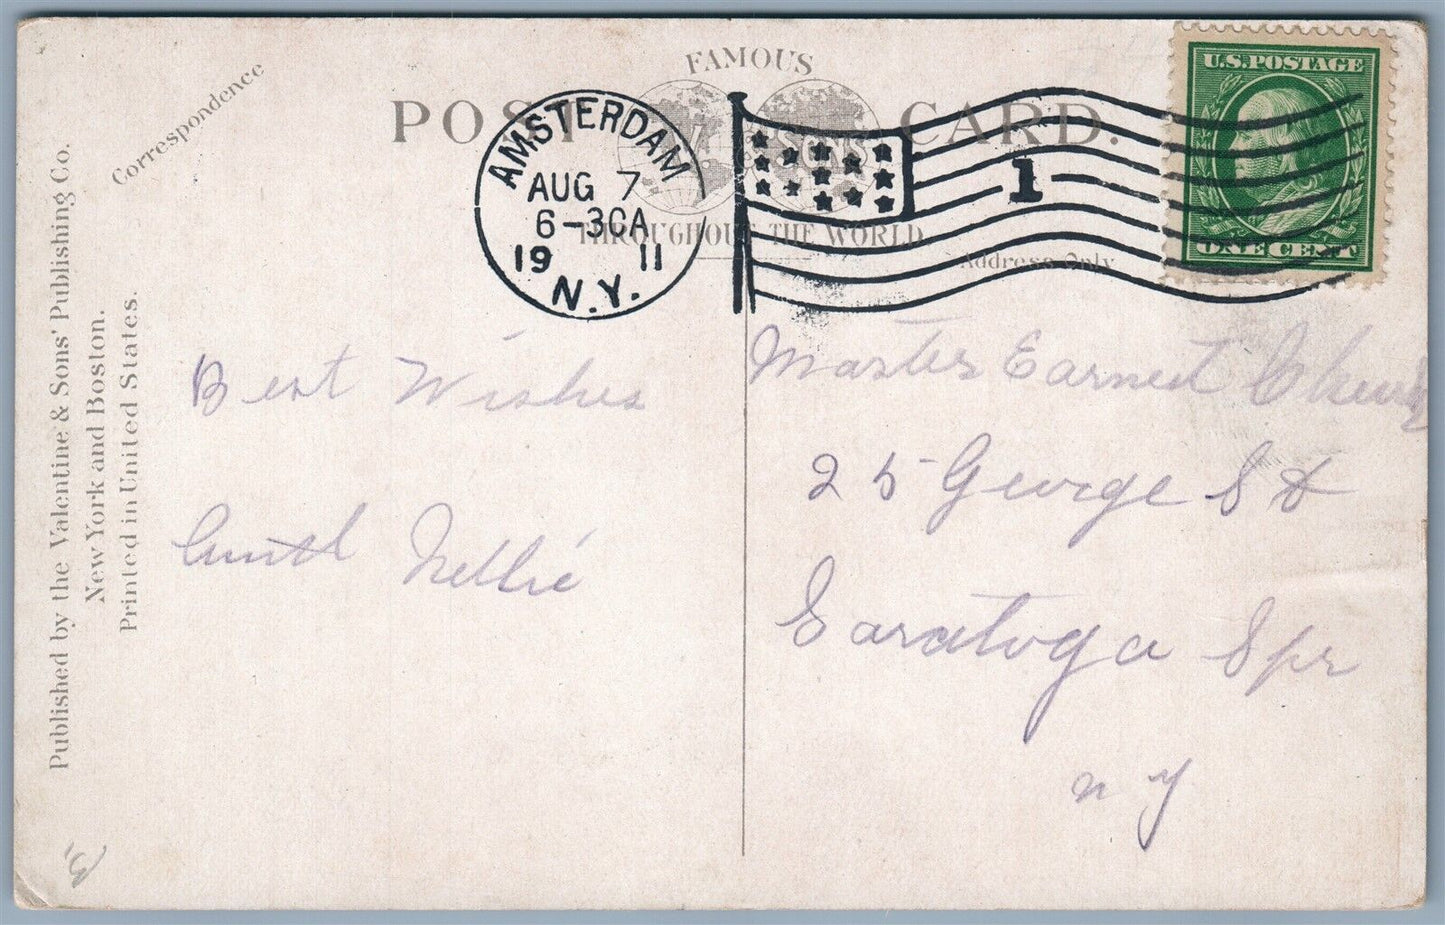 Correspondence
FAMOUS
POST CARD.
THROUGHOUT THE WORLD
Address Only
U.S.POSTAGE
ONE CENT
AMSTERDAM
AUG 7
6-30A
19 11
N.Y.
1
Published by the Valentine & Sons' Publishing Co.
New York and Boston.
Printed in United States.
Best Wishes
Aunt Nellie
Master Earnest
25 George St
Saratoga Spr
N Y